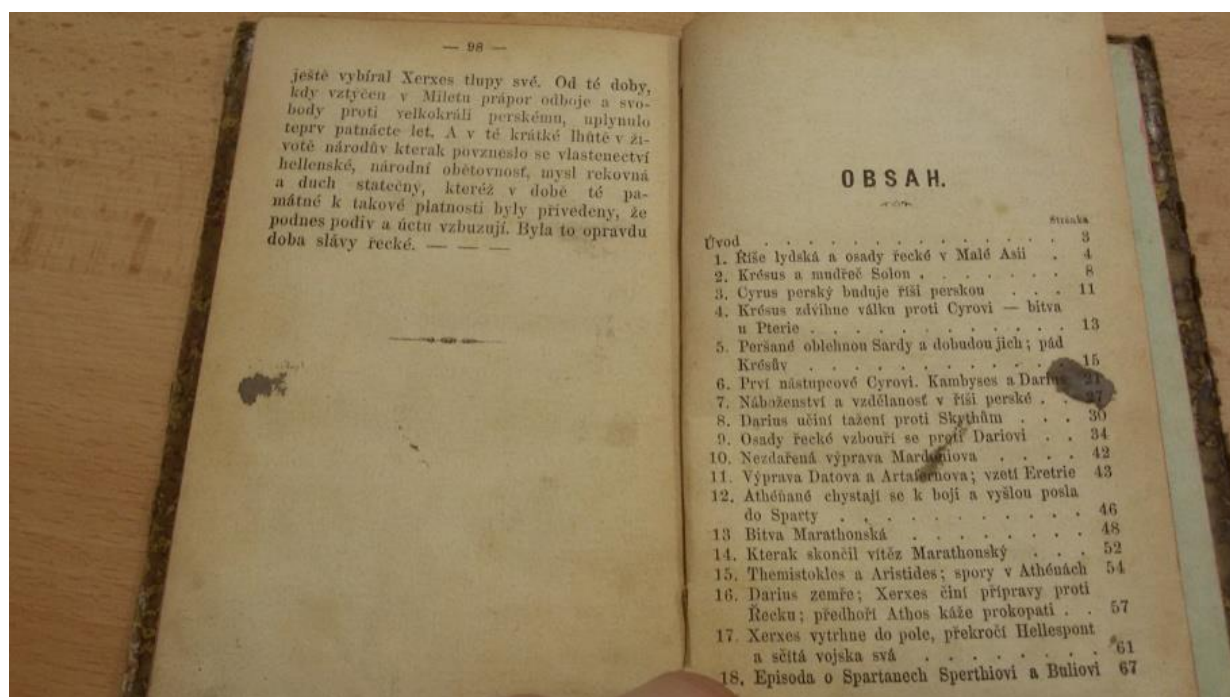 — 98 —
ještě vybíral Xerxes tlupy své. Od té doby,
kdy vztýčen v Miletu prápor odboje a svo-
body proti velkokráli perskému, uplynulo
teprv patnácte let. A v té krátké lhůtě v ži-
votě národův kterak povzneslo se vlastenectví
hellenské, národní obětovnosť, mysl rekovná
a duch statečný, kteréž v době té pa-
mátné k takové platnosti byly přivedeny, že
podnes podiv a úctu vzbuzují. Byla to opravdu
doba slávy řecké. — — —
OBSAH.
Stránka
Úvod . . . . . . . . . . . . . . 3
1. Říše lydská a osady řecké v Malé Asii . 4
2. Krésus a mudřeč Solon . . . . . . . 8
3. Cyrus perský buduje říši perskou . . . 11
4. Krésus zdvihne válku proti Cyrovi — bitva
u Pterie . . . . . . . . . . . . 13
5. Peršané oblehnou Sardy a dobudou jich; pád
Krésův . . . . . . . . . . . . 15
6. Prví nástupcové Cyrovi. Kambyses a Darius 21
7. Náboženství a vzdělanosť v říši perské . . 27
8. Darius učiní tažení proti Skythům . . . 30
9. Osady řecké vzbouří se proti Dariovi . . 34
10. Nezdařená výprava Mardoniova . . . . 42
11. Výprava Datova a Artafernova; vzetí Eretrie 43
12. Athéňané chystají se k boji a vyšlou posla
do Sparty . . . . . . . . . . . 46
13 Bitva Marathonská . . . . . . . . 48
14. Kterak skončil vítěz Marathonský . . . 52
15. Themistokles a Aristides; spory v Athénách 54
16. Darius zemře; Xerxes činí přípravy proti
Řecku; předhoří Athos káže prokopati . . 57
17. Xerxes vytrhne do pole, překročí Hellespont
a sčítá vojska svá . . . . . . . . 61
18. Episoda o Spartanech Sperthiovi a Buliovi 67